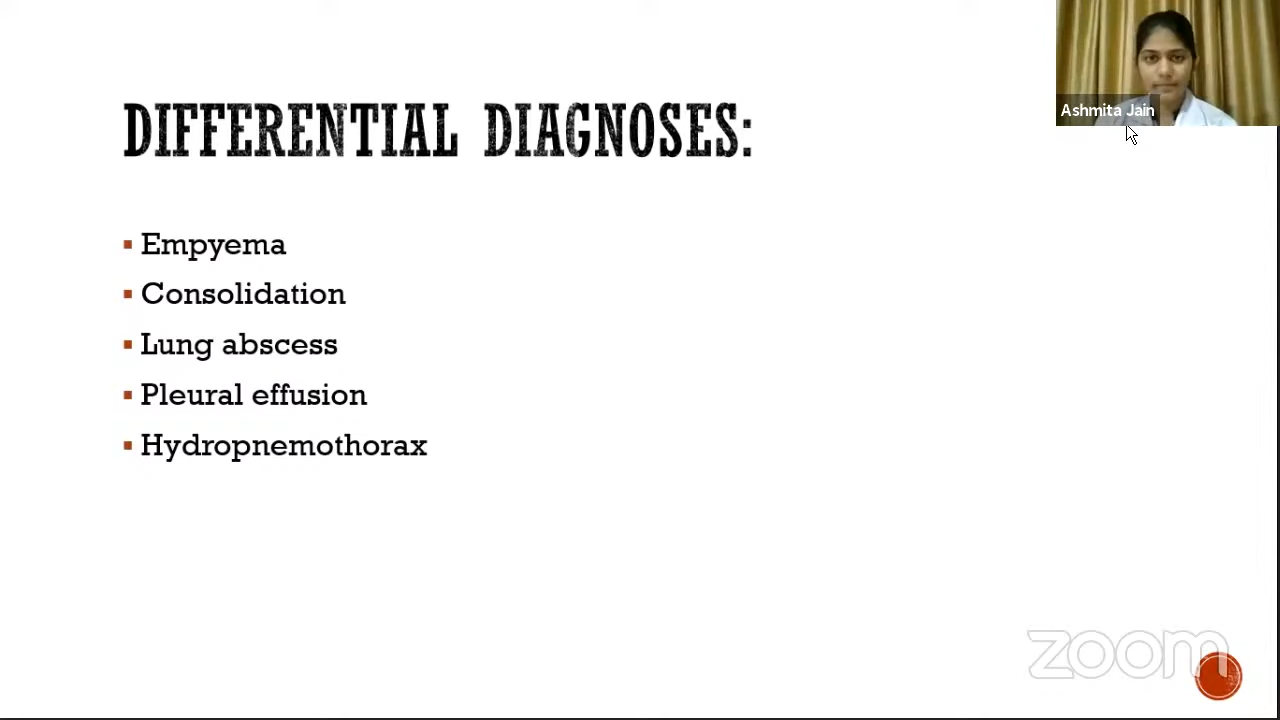 Ashmita Jain
DIFFERENTIAL DIAGNOSES:
Empyema
Consolidation
Lung abscess
Pleural effusion
Hydropnemothorax
zoom